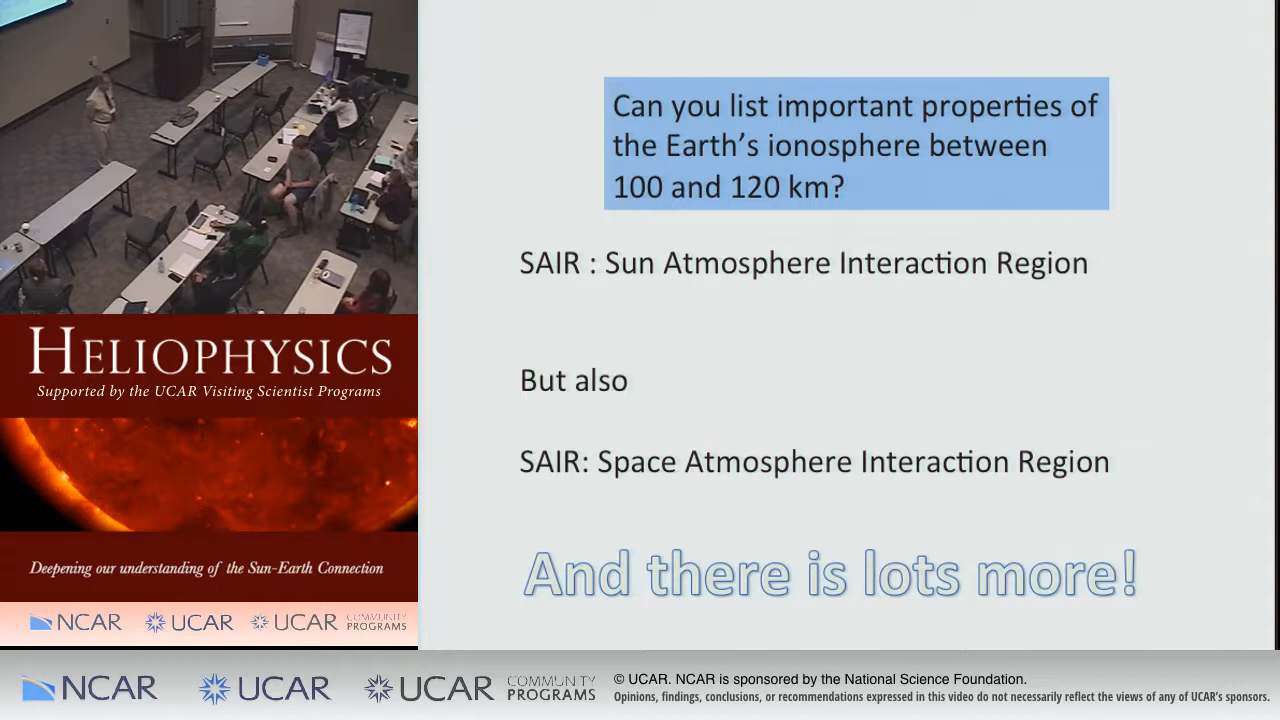 Can you list important properties of
the Earth's ionosphere between
100 and 120 km?
SAIR : Sun Atmosphere Interaction Region
But also
SAIR: Space Atmosphere Interaction Region
And there is lots more!
HELIOPHYSICS
Supported by the UCAR Visiting Scientist Programs
Deepening our understanding of the Sun-Earth Connection
NCAR UCAR UCAR COMMUNITY PROGRAMS
NCAR UCAR UCAR COMMUNITY PROGRAMS
© UCAR. NCAR is sponsored by the National Science Foundation.
Opinions, findings, conclusions, or recommendations expressed in this video do not necessarily reflect the views of any of UCAR's sponsors.